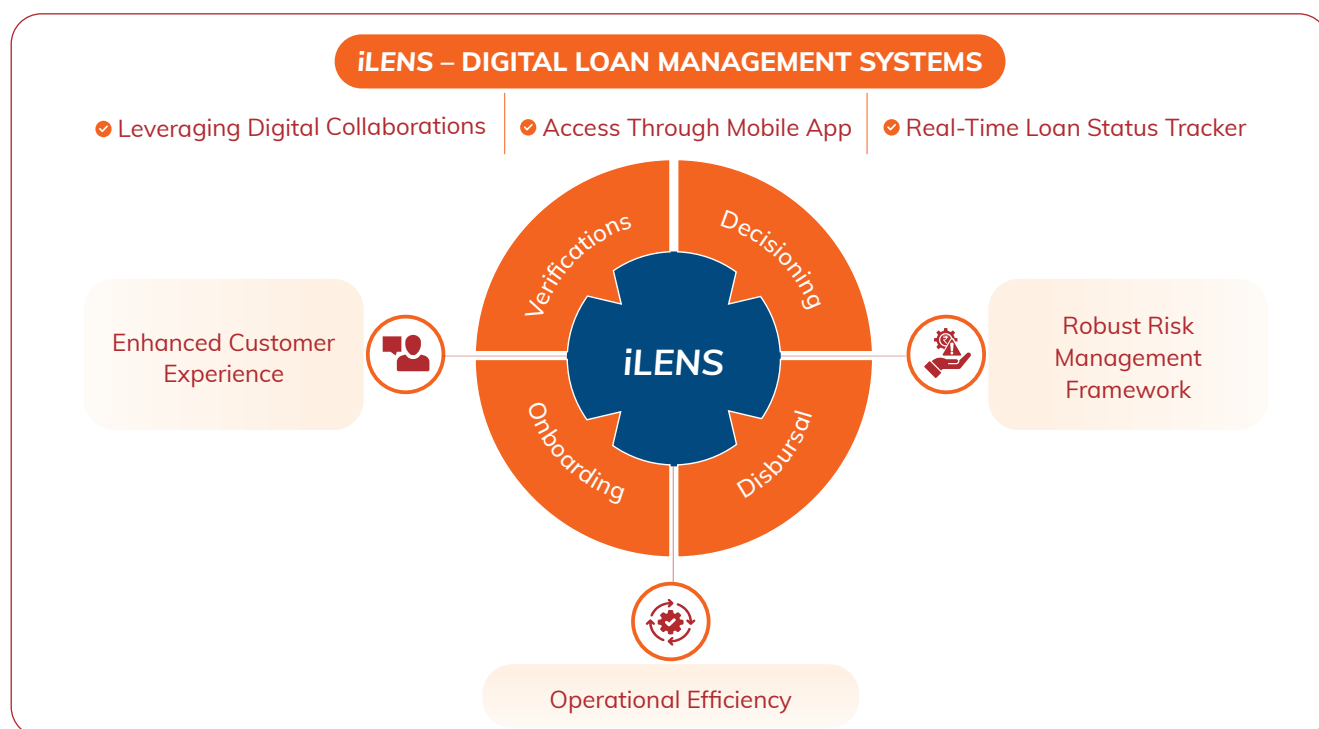 iLENS – DIGITAL LOAN MANAGEMENT SYSTEMS
Leveraging Digital Collaborations
Access Through Mobile App
Real-Time Loan Status Tracker
Verifications
Decisioning
Enhanced Customer
Experience
iLENS
Robust Risk
Management
Framework
Onboarding
Disbursal
Operational Efficiency